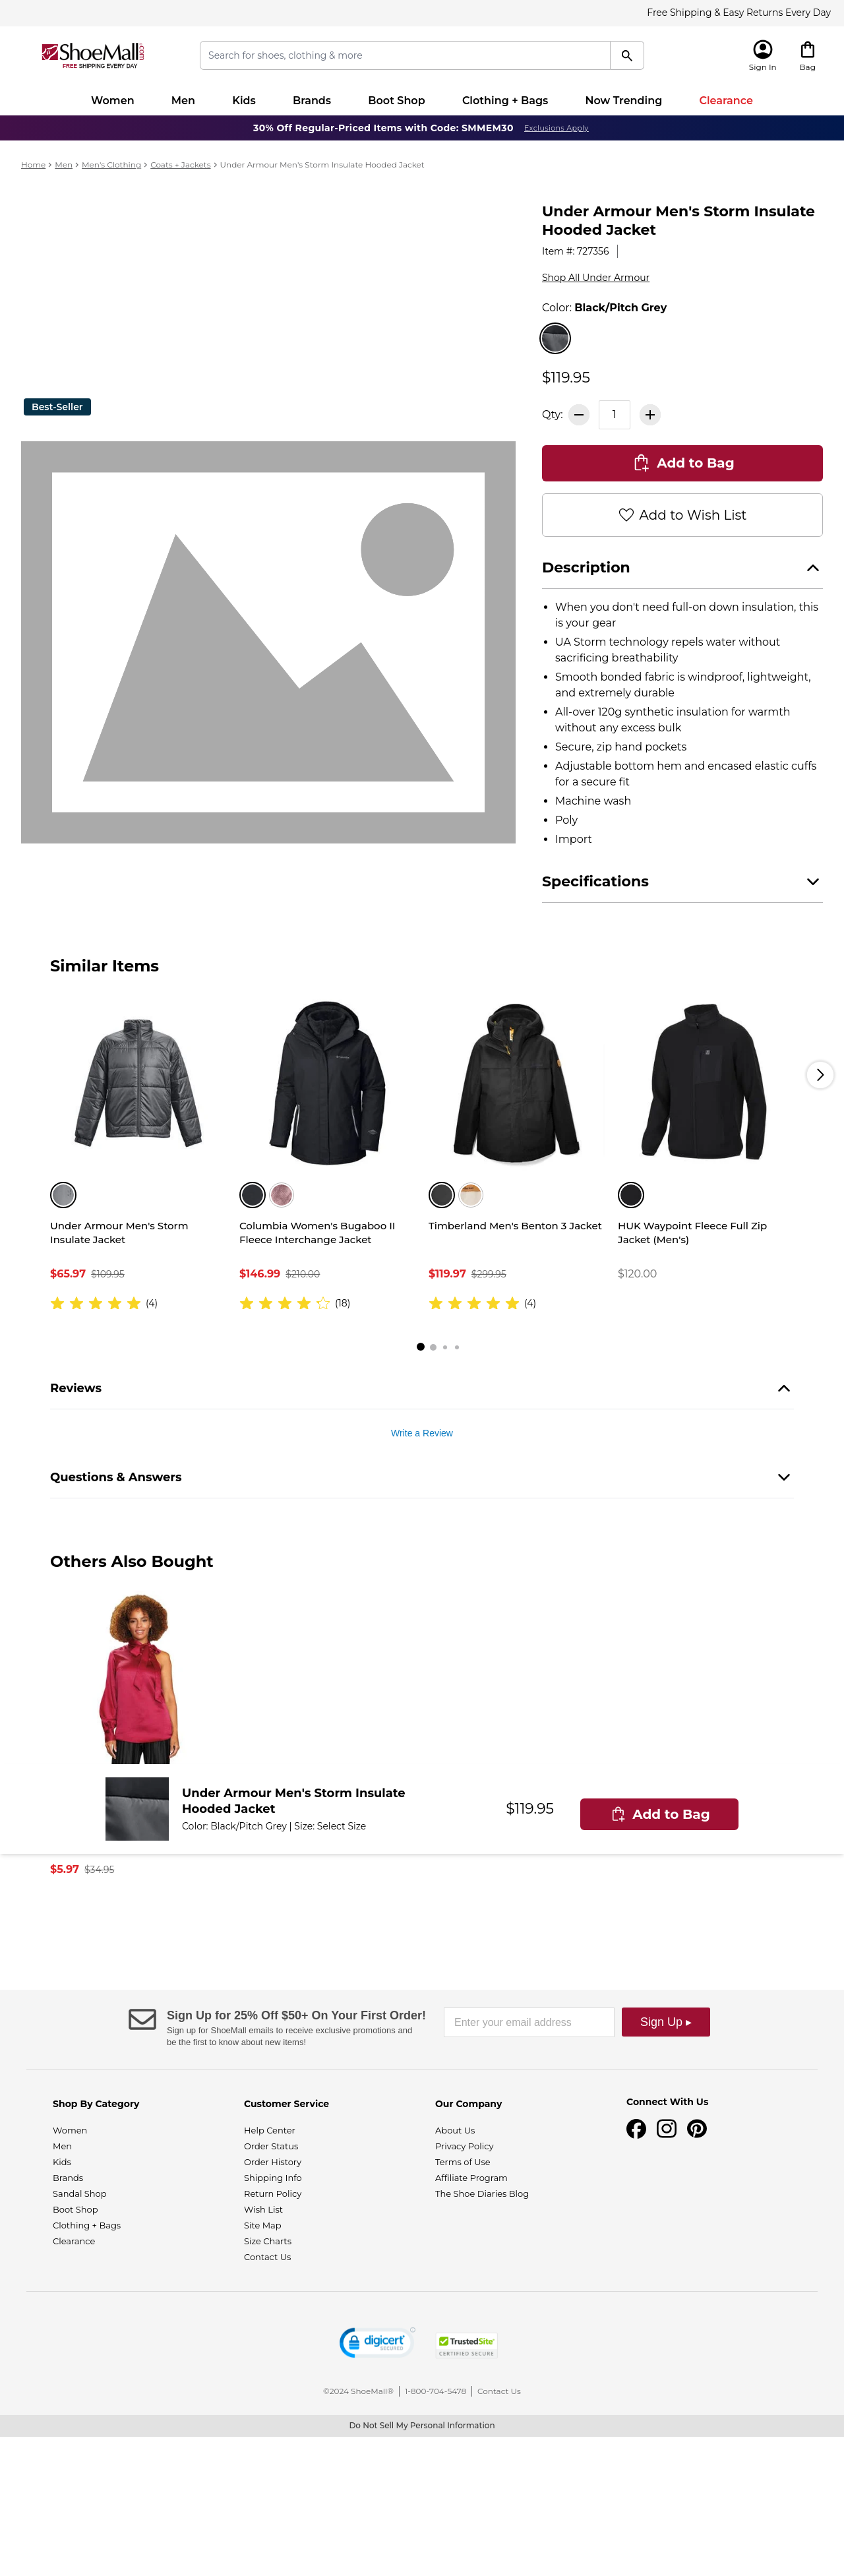 Free Shipping & Easy Returns Every Day
ShoeMall.com
FREE SHIPPING EVERY DAY
Search for shoes, clothing & more
Sign In
Bag
Women Men Kids Brands Boot Shop Clothing + Bags Now Trending Clearance
30% Off Regular-Priced Items with Code: SMMEM30 Exclusions Apply
Home > Men > Men's Clothing > Coats + Jackets > Under Armour Men's Storm Insulate Hooded Jacket
Best-Seller
Under Armour Men's Storm Insulate
Hooded Jacket
Item #: 727356
Shop All Under Armour
Color: Black/Pitch Grey
$119.95
Qty: 1
Add to Bag
Add to Wish List
Description
• When you don't need full-on down insulation, this
is your gear
• UA Storm technology repels water without
sacrificing breathability
• Smooth bonded fabric is windproof, lightweight,
and extremely durable
• All-over 120g synthetic insulation for warmth
without any excess bulk
• Secure, zip hand pockets
• Adjustable bottom hem and encased elastic cuffs
for a secure fit
• Machine wash
• Poly
• Import
Specifications
Similar Items
Under Armour Men's Storm
Insulate Jacket
$65.97 $109.95
(4)
Columbia Women's Bugaboo II
Fleece Interchange Jacket
$146.99 $210.00
(18)
Timberland Men's Benton 3 Jacket
$119.97 $299.95
(4)
HUK Waypoint Fleece Full Zip
Jacket (Men's)
$120.00
Reviews
Write a Review
Questions & Answers
Others Also Bought
Under Armour Men's Storm Insulate
Hooded Jacket
Color: Black/Pitch Grey | Size: Select Size
$119.95
Add to Bag
$5.97 $34.95
Sign Up for 25% Off $50+ On Your First Order!
Sign up for ShoeMall emails to receive exclusive promotions and
be the first to know about new items!
Enter your email address
Sign Up ▸
Shop By Category
Women
Men
Kids
Brands
Sandal Shop
Boot Shop
Clothing + Bags
Clearance
Customer Service
Help Center
Order Status
Order History
Shipping Info
Return Policy
Wish List
Site Map
Size Charts
Contact Us
Our Company
About Us
Privacy Policy
Terms of Use
Affiliate Program
The Shoe Diaries Blog
Connect With Us
digicert
SECURED
TrustedSite
CERTIFIED SECURE
©2024 ShoeMall® | 1-800-704-5478 | Contact Us
Do Not Sell My Personal Information